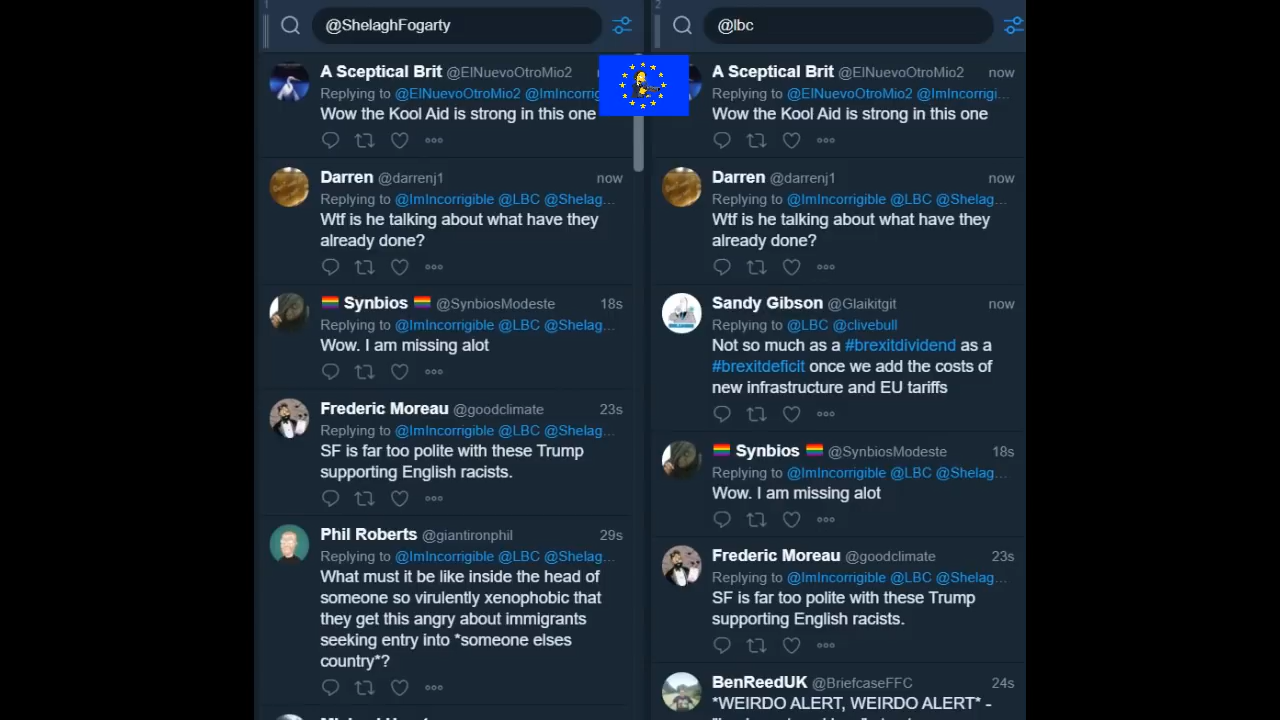 1
@ShelaghFogarty
A Sceptical Brit @ElNuevoOtroMio2
Replying to @ElNuevoOtroMio2 @ImIncorrig
Wow the Kool Aid is strong in this one
Darren @darrenj1 now
Replying to @ImIncorrigible @LBC @Shelag…
Wtf is he talking about what have they
already done?
Synbios @SynbiosModeste 18s
Replying to @ImIncorrigible @LBC @Shelag…
Wow. I am missing alot
Frederic Moreau @goodclimate 23s
Replying to @ImIncorrigible @LBC @Shelag…
SF is far too polite with these Trump
supporting English racists.
Phil Roberts @giantironphil 29s
Replying to @ImIncorrigible @LBC @Shelag…
What must it be like inside the head of
someone so virulently xenophobic that
they get this angry about immigrants
seeking entry into *someone elses
country*?
2
@lbc
A Sceptical Brit @ElNuevoOtroMio2 now
Replying to @ElNuevoOtroMio2 @ImIncorrigi…
Wow the Kool Aid is strong in this one
Darren @darrenj1 now
Replying to @ImIncorrigible @LBC @Shelag…
Wtf is he talking about what have they
already done?
Sandy Gibson @Glaikitgit now
Replying to @LBC @clivebull
Not so much as a #brexitdividend as a
#brexitdeficit once we add the costs of
new infrastructure and EU tariffs
Synbios @SynbiosModeste 18s
Replying to @ImIncorrigible @LBC @Shelag…
Wow. I am missing alot
Frederic Moreau @goodclimate 23s
Replying to @ImIncorrigible @LBC @Shelag…
SF is far too polite with these Trump
supporting English racists.
BenReedUK @BriefcaseFFC 24s
*WEIRDO ALERT, WEIRDO ALERT* -